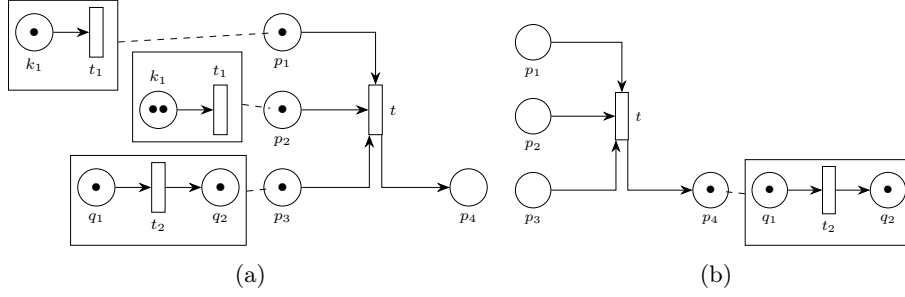 k1 t1 p1
k1 t1 p2 t
q1 t2 q2 p3 p4
(a)
p1
p2 t
p3 p4 q1 t2 q2
(b)